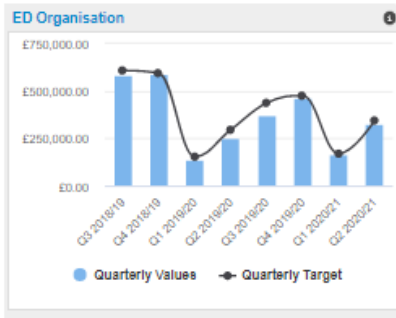 ED Organisation
£750,000.00
£500,000.00
£250,000.00
£0.00
Q3 2018/19
Q4 2018/19
Q1 2019/20
Q2 2019/20
Q3 2019/20
Q4 2019/20
Q1 2020/21
Q2 2020/21
Quarterly Values Quarterly Target